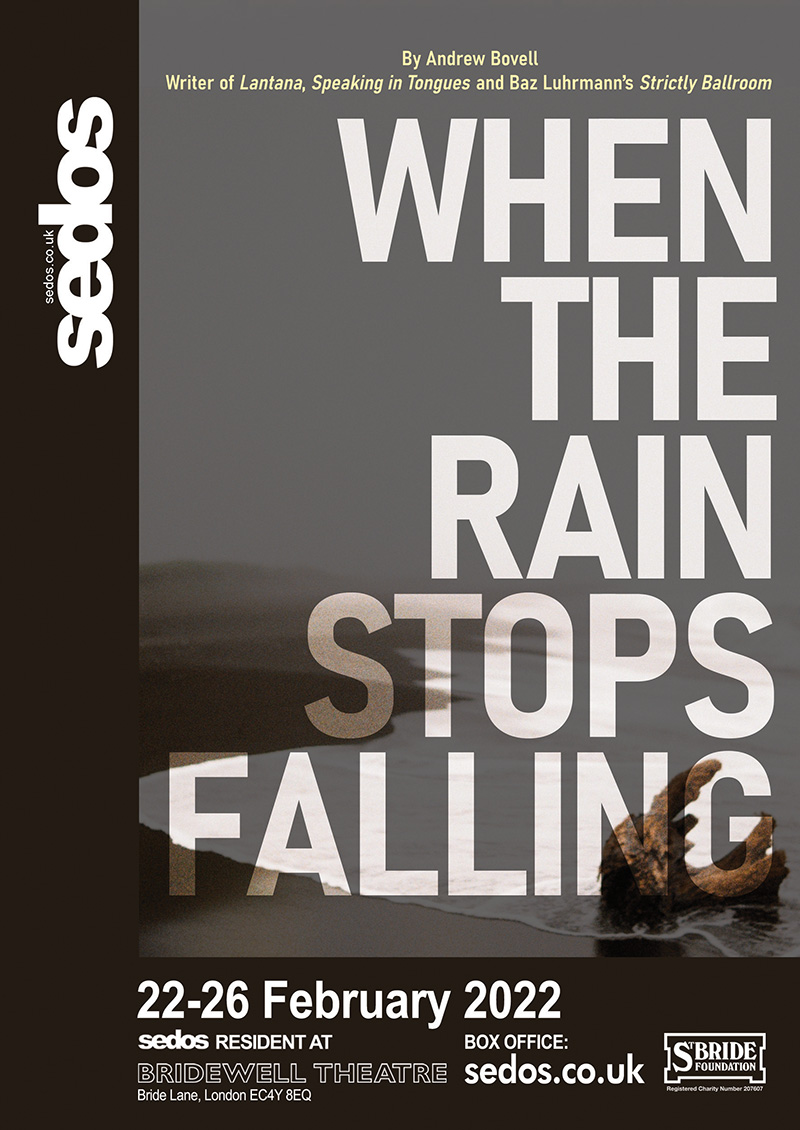 By Andrew Bovell
Writer of Lantana, Speaking in Tongues and Baz Luhrmann’s Strictly Ballroom
sedos
sedos.co.uk
WHEN
THE
RAIN
STOPS
FALLING
22-26 February 2022
sedos RESIDENT AT
BRIDEWELL THEATRE
Bride Lane, London EC4Y 8EQ
BOX OFFICE:
sedos.co.uk
ST BRIDE
FOUNDATION
Registered Charity Number 207607